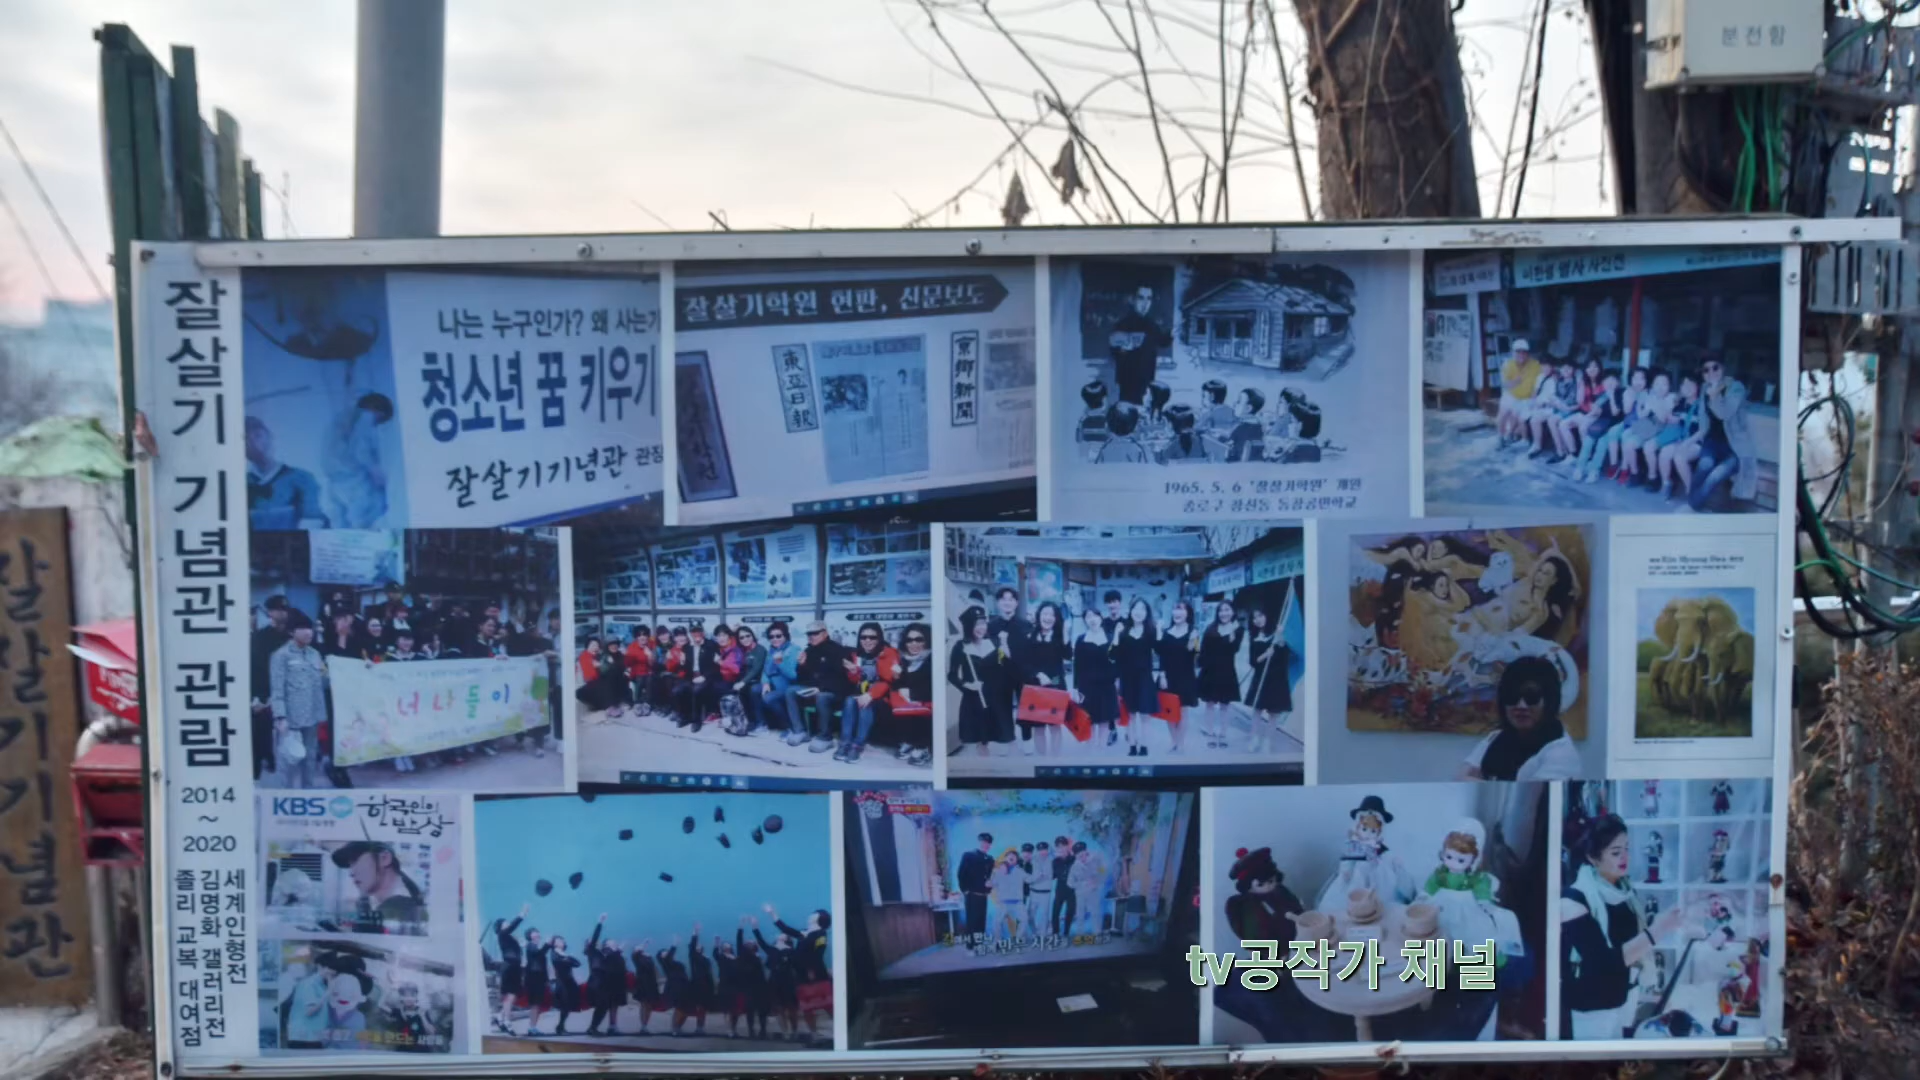 분전함
잘살기 기념관 관람
2014
~
2020
세계인형전
김명화 갤러리전
졸리 교복 대여점
나는 누구인가? 왜 사는가
청소년 꿈 키우기
잘살기기념관 관장
잘살기학원 현판, 신문보도
東亞日報
京鄕新聞
1965. 5. 6 '잘살기학원' 개원
종로구 창신동 동광공민학교
너나들이
KBS
한국인의
밥상
잘살기기념관
tv공작가 채널